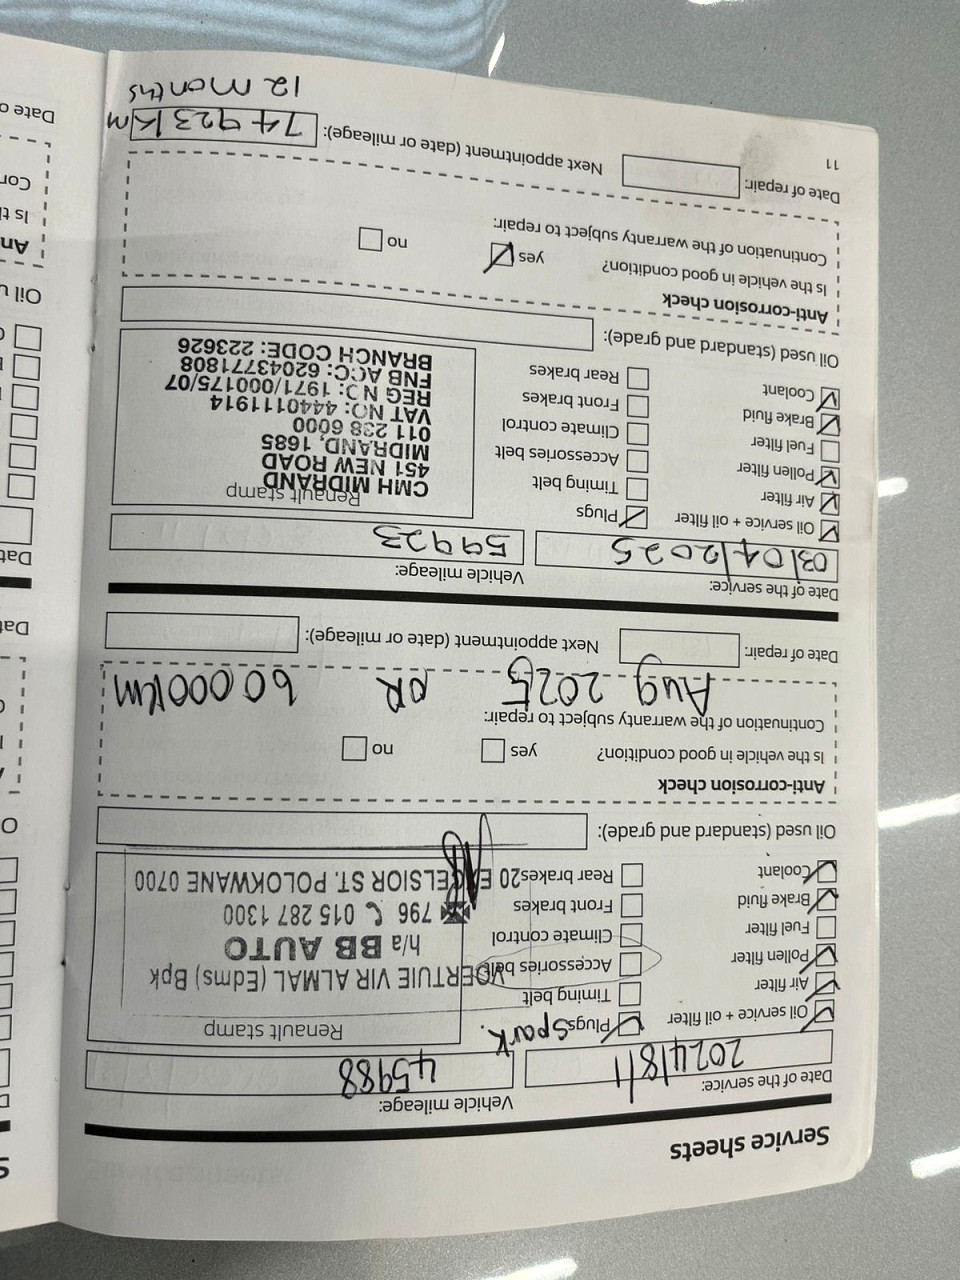 Service sheets
Date of the service:
2024/8/1
Vehicle mileage:
45988
Oil service + oil filter
Air filter
Pollen filter
Fuel filter
Brake fluid
Coolant
Plugs Spark.
Timing belt
Accessories belt
Climate control
Front brakes
Rear brakes
Renault stamp
VOERTUIE VIR ALMAL (Edms) Bpk
h/a BB AUTO
796 015 287 1300
20 EXCELSIOR ST. POLOKWANE 0700
Oil used (standard and grade):
Anti-corrosion check
Is the vehicle in good condition?
yes
no
Continuation of the warranty subject to repair:
Aug 2025 OR 60 000km
Date of repair:
Next appointment (date or mileage):
Date of the service:
03/04/2025
Vehicle mileage:
59923
Oil service + oil filter
Air filter
Pollen filter
Fuel filter
Brake fluid
Coolant
Plugs
Timing belt
Accessories belt
Climate control
Front brakes
Rear brakes
Renault stamp
CMH MIDRAND
451 NEW ROAD
MIDRAND, 1685
011 238 6000
VAT NO: 4440111914
REG NO: 1971/000175/07
FNB ACC: 62043771808
BRANCH CODE: 223626
Oil used (standard and grade):
Anti-corrosion check
Is the vehicle in good condition?
yes
no
Continuation of the warranty subject to repair:
Date of repair:
Next appointment (date or mileage):
74923km
12 months
11